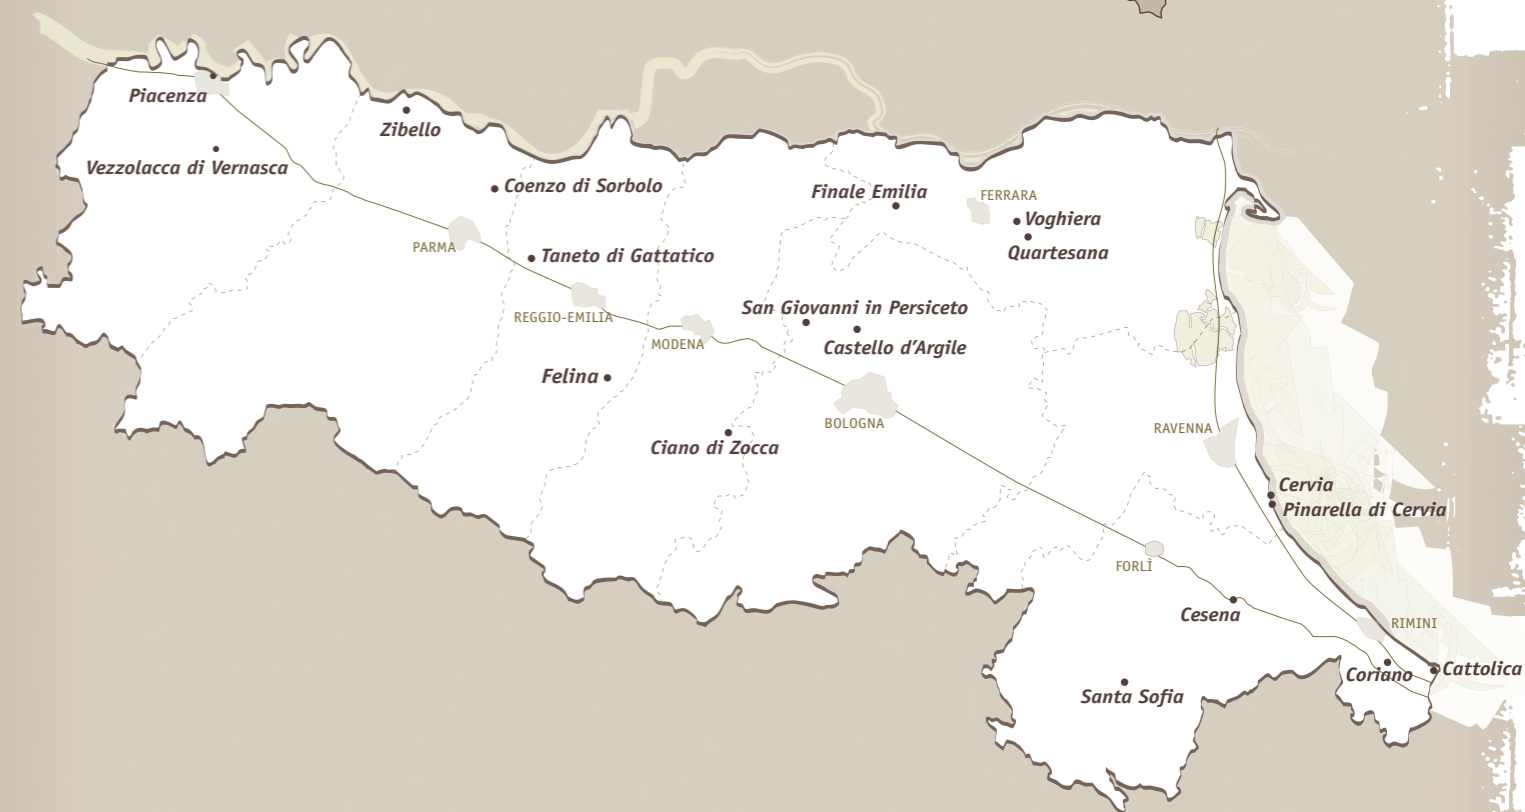 Piacenza
Zibello
Vezzolacca di Vernasca
Coenzo di Sorbolo
Finale Emilia
FERRARA
Voghiera
PARMA
Quartesana
Taneto di Gattatico
San Giovanni in Persiceto
REGGIO-EMILIA
MODENA
Castello d'Argile
Felina
BOLOGNA
RAVENNA
Ciano di Zocca
Cervia
Pinarella di Cervia
FORLÌ
Cesena
RIMINI
Coriano
Cattolica
Santa Sofia